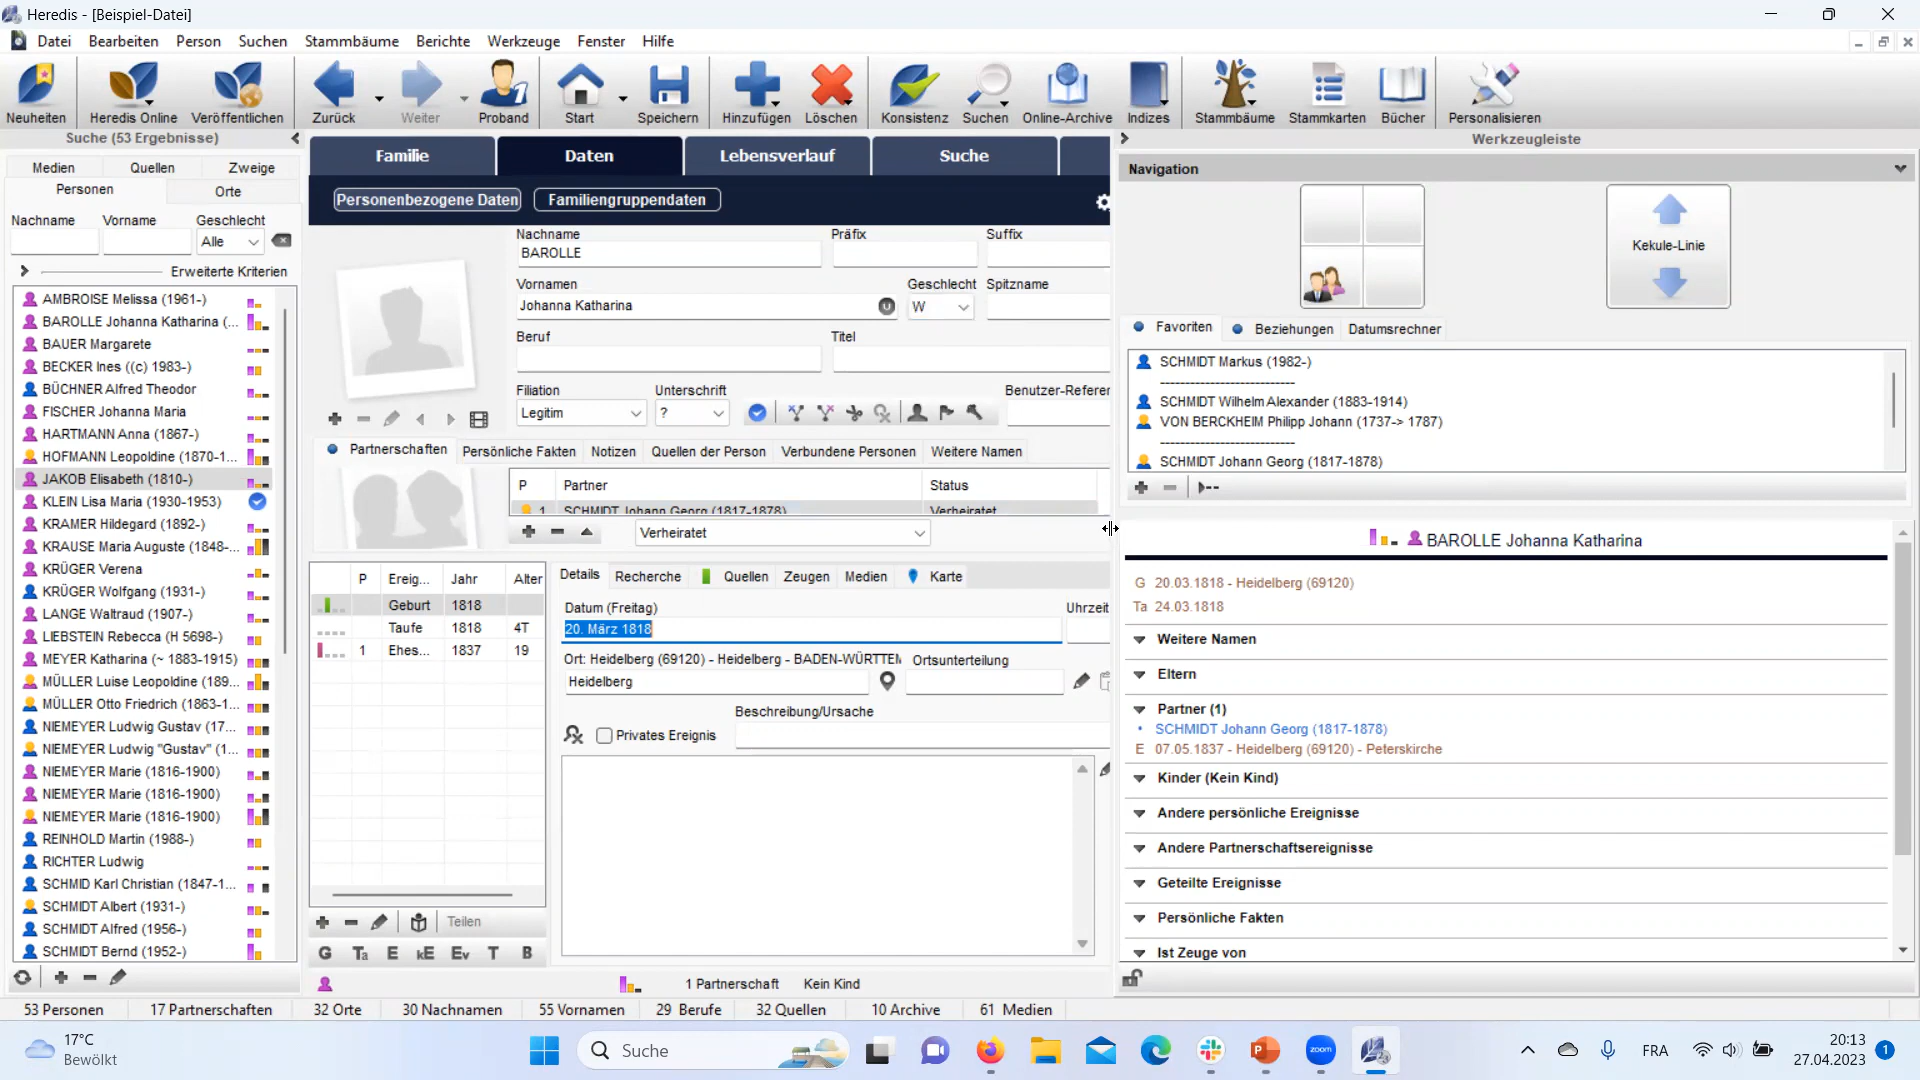 Heredis - [Beispiel-Datei]
Datei Bearbeiten Person Suchen Stammbäume Berichte Werkzeuge Fenster Hilfe
Neuheiten Heredis Online Veröffentlichen Zurück Weiter Proband Start Speichern Hinzufügen Löschen Konsistenz Suchen Online-Archive Indizes Stammbäume Stammkarten Bücher Personalisieren
Suche (53 Ergebnisse)
Medien Quellen Zweige
Personen Orte
Nachname Vorname Geschlecht
Alle
Erweiterte Kriterien
AMBROISE Melissa (1961-)
BAROLLE Johanna Katharina (...
BAUER Margarete
BECKER Ines ((c) 1983-)
BÜCHNER Alfred Theodor
FISCHER Johanna Maria
HARTMANN Anna (1867-)
HOFMANN Leopoldine (1870-1...
JAKOB Elisabeth (1810-)
KLEIN Lisa Maria (1930-1953)
KRAMER Hildegard (1892-)
KRAUSE Maria Auguste (1848-...
KRÜGER Verena
KRÜGER Wolfgang (1931-)
LANGE Waltraud (1907-)
LIEBSTEIN Rebecca (H 5698-)
MEYER Katharina (~ 1883-1915)
MÜLLER Luise Leopoldine (189...
MÜLLER Otto Friedrich (1863-1...
NIEMEYER Ludwig Gustav (17...
NIEMEYER Ludwig "Gustav" (1...
NIEMEYER Marie (1816-1900)
NIEMEYER Marie (1816-1900)
NIEMEYER Marie (1816-1900)
REINHOLD Martin (1988-)
RICHTER Ludwig
SCHMID Karl Christian (1847-1...
SCHMIDT Albert (1931-)
SCHMIDT Alfred (1956-)
SCHMIDT Bernd (1952-)
Familie Daten Lebensverlauf Suche
Personenbezogene Daten Familiengruppendaten
Nachname Präfix Suffix
BAROLLE
Vornamen Geschlecht Spitzname
Johanna Katharina W
Beruf Titel
Filiation Unterschrift Benutzer-Referen
Legitim ?
Partnerschaften Persönliche Fakten Notizen Quellen der Person Verbundene Personen Weitere Namen
P Partner Status
1 SCHMIDT Johann Georg (1817-1878) Verheiratet
Verheiratet
P Ereig... Jahr Alter
Geburt 1818
Taufe 1818 4T
1 Ehes... 1837 19
Teilen
G Ta E kE Ev T B
Details Recherche Quellen Zeugen Medien Karte
Datum (Freitag) Uhrzeit
20. März 1818
Ort: Heidelberg (69120) - Heidelberg - BADEN-WÜRTTEM Ortsunterteilung
Heidelberg
Beschreibung/Ursache
Privates Ereignis
1 Partnerschaft Kein Kind
Werkzeugleiste
Navigation
Kekule-Linie
Favoriten Beziehungen Datumsrechner
SCHMIDT Markus (1982-)
---------------------------
SCHMIDT Wilhelm Alexander (1883-1914)
VON BERCKHEIM Philipp Johann (1737-> 1787)
---------------------------
SCHMIDT Johann Georg (1817-1878)
BAROLLE Johanna Katharina
G 20.03.1818 - Heidelberg (69120)
Ta 24.03.1818
Weitere Namen
Eltern
Partner (1)
• SCHMIDT Johann Georg (1817-1878)
E 07.05.1837 - Heidelberg (69120) - Peterskirche
Kinder (Kein Kind)
Andere persönliche Ereignisse
Andere Partnerschaftsereignisse
Geteilte Ereignisse
Persönliche Fakten
Ist Zeuge von
53 Personen 17 Partnerschaften 32 Orte 30 Nachnamen 55 Vornamen 29 Berufe 32 Quellen 10 Archive 61 Medien
17°C
Bewölkt
Suche
zoom
FRA
20:13
27.04.2023
1